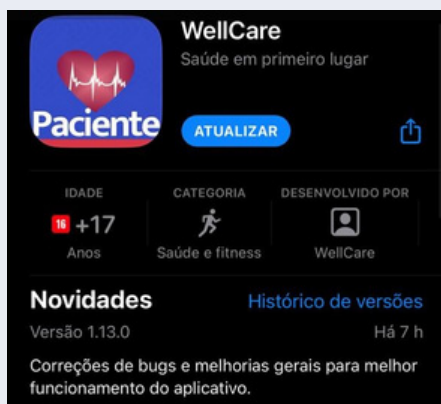 WellCare
Saúde em primeiro lugar
Paciente
ATUALIZAR
IDADE
CATEGORIA
DESENVOLVIDO POR
16 +17
Anos
Saúde e fitness
WellCare
Novidades
Histórico de versões
Versão 1.13.0
Há 7 h
Correções de bugs e melhorias gerais para melhor
funcionamento do aplicativo.